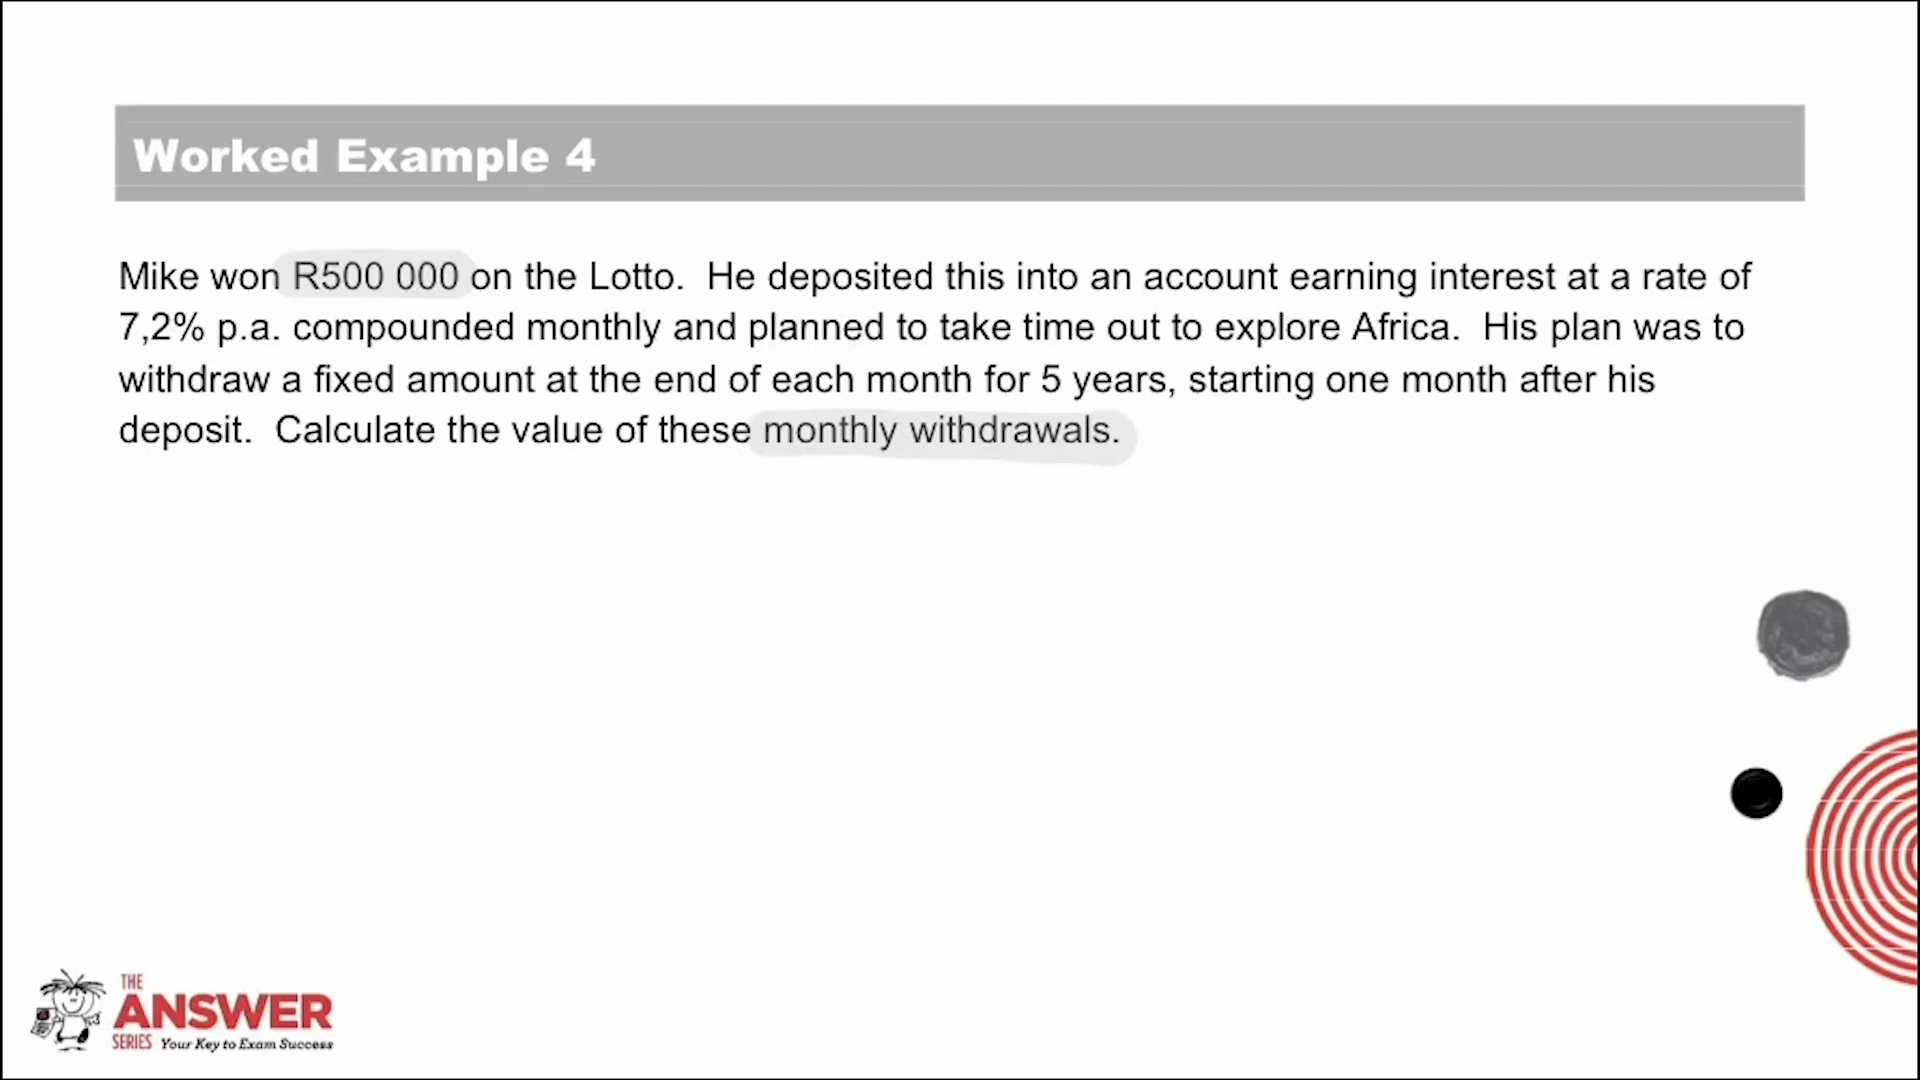 Worked Example 4
Mike won R500 000 on the Lotto. He deposited this into an account earning interest at a rate of
7,2% p.a. compounded monthly and planned to take time out to explore Africa. His plan was to
withdraw a fixed amount at the end of each month for 5 years, starting one month after his
deposit. Calculate the value of these monthly withdrawals.
THE
ANSWER
SERIES Your Key to Exam Success